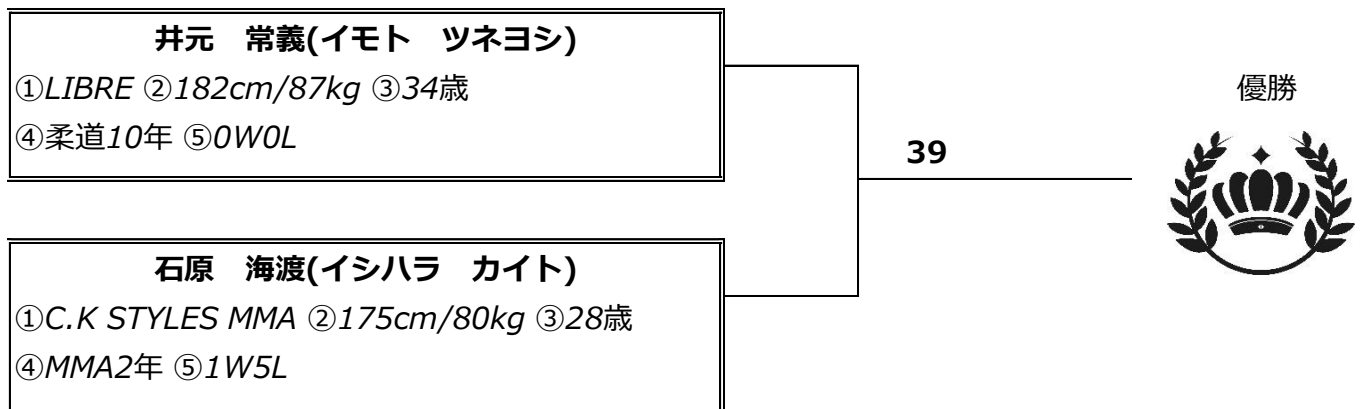 井元　常義(イモト　ツネヨシ)
①LIBRE ②182cm/87kg ③34歳
④柔道10年 ⑤0W0L
優勝
39
石原　海渡(イシハラ　カイト)
①C.K STYLES MMA ②175cm/80kg ③28歳
④MMA2年 ⑤1W5L